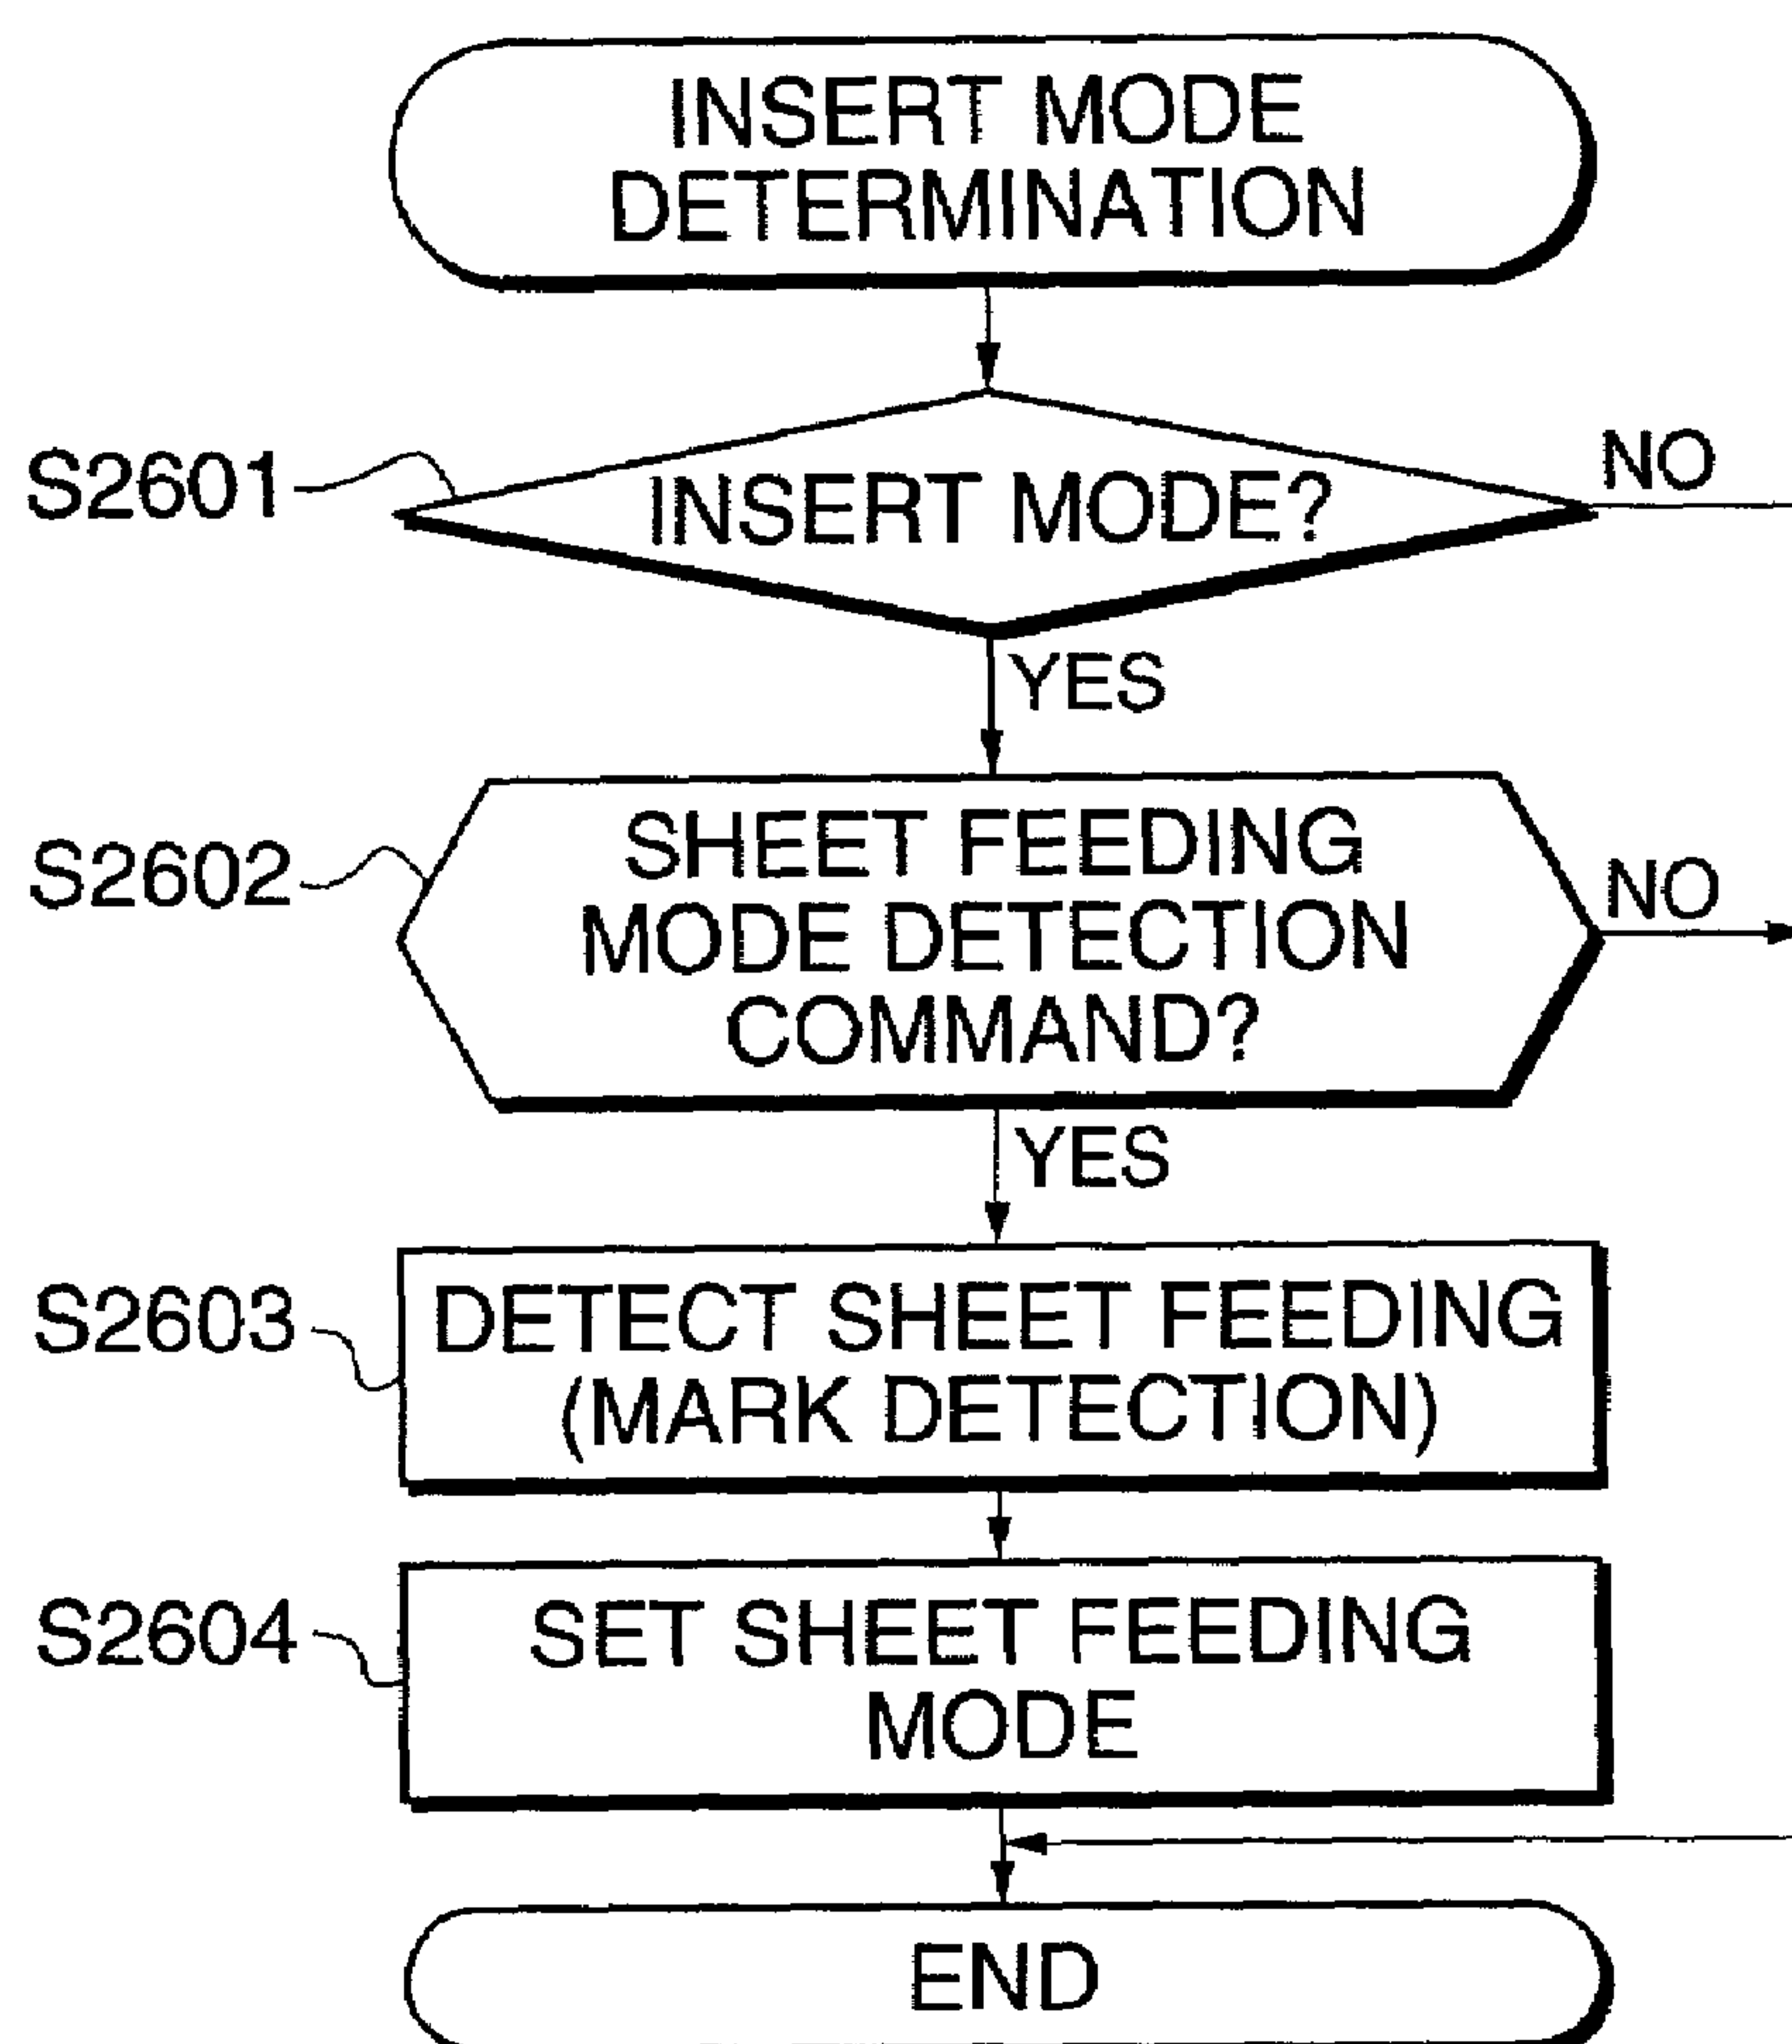 INSERT MODE
DETERMINATION
S2601
INSERT MODE?
NO
YES
S2602
SHEET FEEDING
MODE DETECTION
COMMAND?
NO
YES
S2603
DETECT SHEET FEEDING
(MARK DETECTION)
S2604
SET SHEET FEEDING
MODE
END